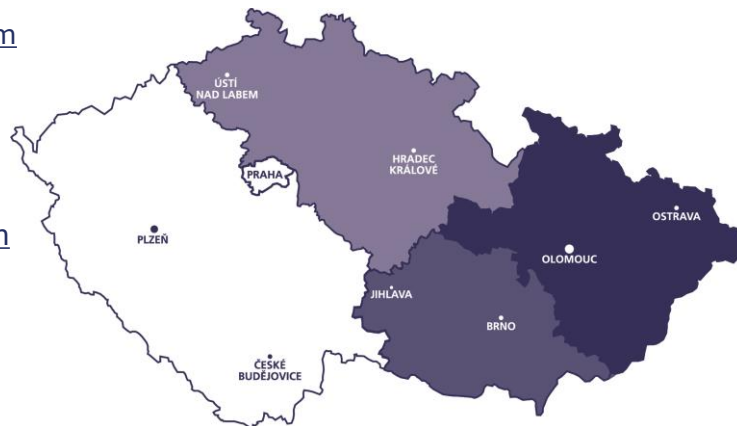 m
ÚSTÍ
NAD LABEM
HRADEC
KRÁLOVÉ
PRAHA
OSTRAVA
m
PLZEŇ
OLOMOUC
JIHLAVA
BRNO
ČESKÉ
BUDĚJOVICE